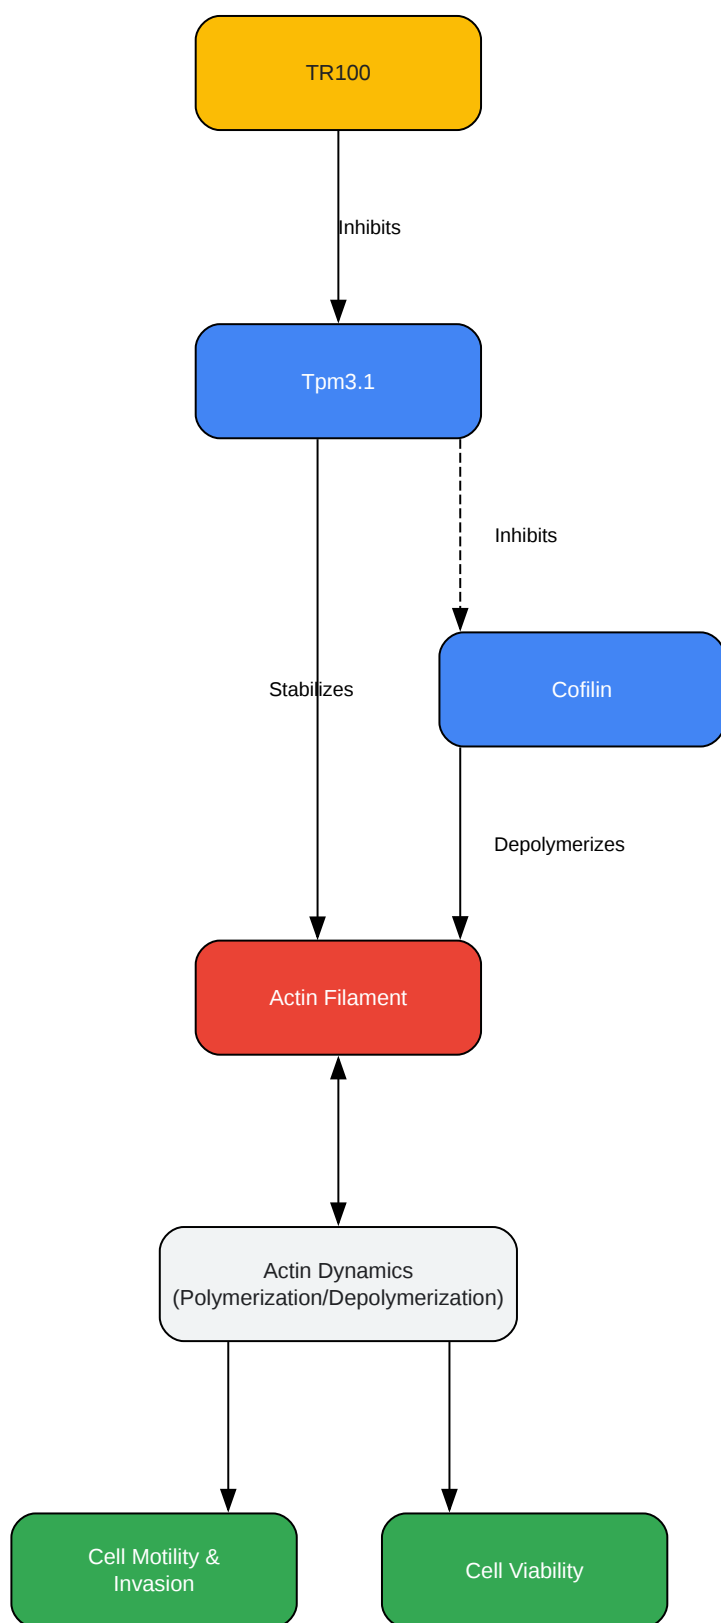 TR100
Inhibits
Tpm3.1
Inhibits
Stabilizes
Cofilin
Depolymerizes
Actin Filament
Actin Dynamics
(Polymerization/Depolymerization)
Cell Motility &
Invasion
Cell Viability